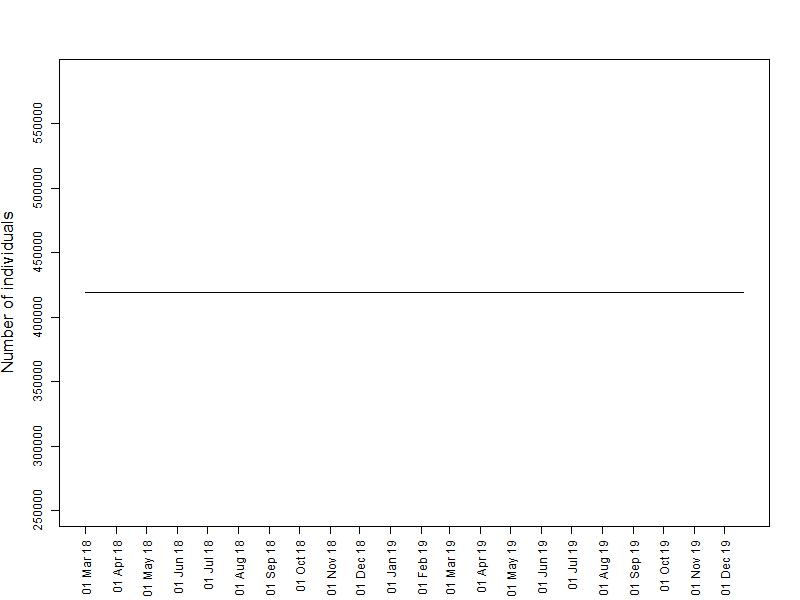 Number of individuals
550000
500000
450000
400000
350000
300000
250000
01 Mar 18
01 Apr 18
01 May 18
01 Jun 18
01 Jul 18
01 Aug 18
01 Sep 18
01 Oct 18
01 Nov 18
01 Dec 18
01 Jan 19
01 Feb 19
01 Mar 19
01 Apr 19
01 May 19
01 Jun 19
01 Jul 19
01 Aug 19
01 Sep 19
01 Oct 19
01 Nov 19
01 Dec 19